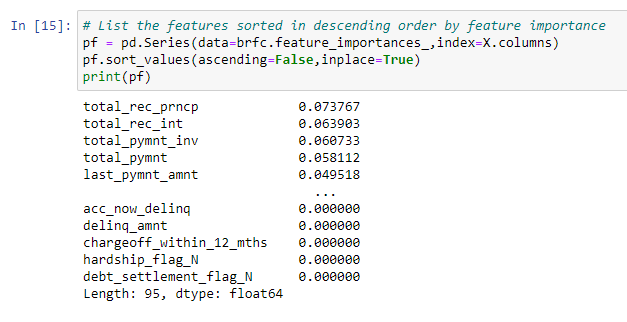 In [15]: # List the features sorted in descending order by feature importance
pf = pd.Series(data=brfc.feature_importances_,index=X.columns)
pf.sort_values(ascending=False,inplace=True)
print(pf)
total_rec_prncp 0.073767
total_rec_int 0.063903
total_pymnt_inv 0.060733
total_pymnt 0.058112
last_pymnt_amnt 0.049518
...
acc_now_delinq 0.000000
delinq_amnt 0.000000
chargeoff_within_12_mths 0.000000
hardship_flag_N 0.000000
debt_settlement_flag_N 0.000000
Length: 95, dtype: float64